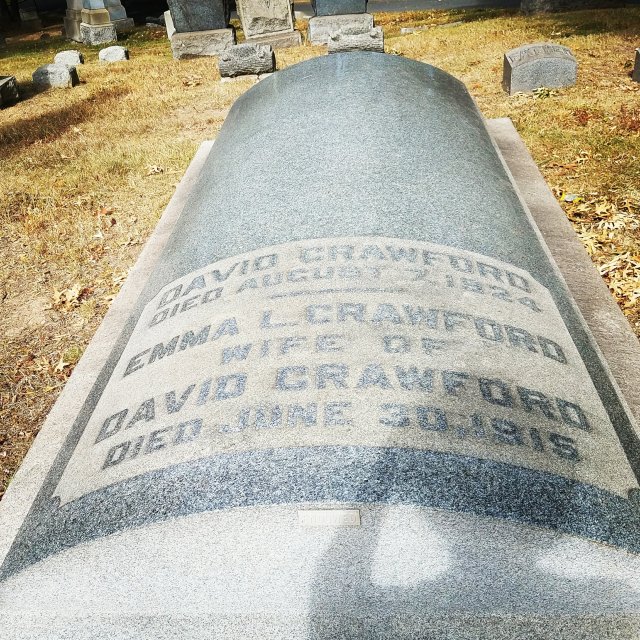 DAVID CRAWFORD
DIED AUGUST 7, 1924
EMMA L. CRAWFORD
WIFE OF
DAVID CRAWFORD
DIED JUNE 30, 1915